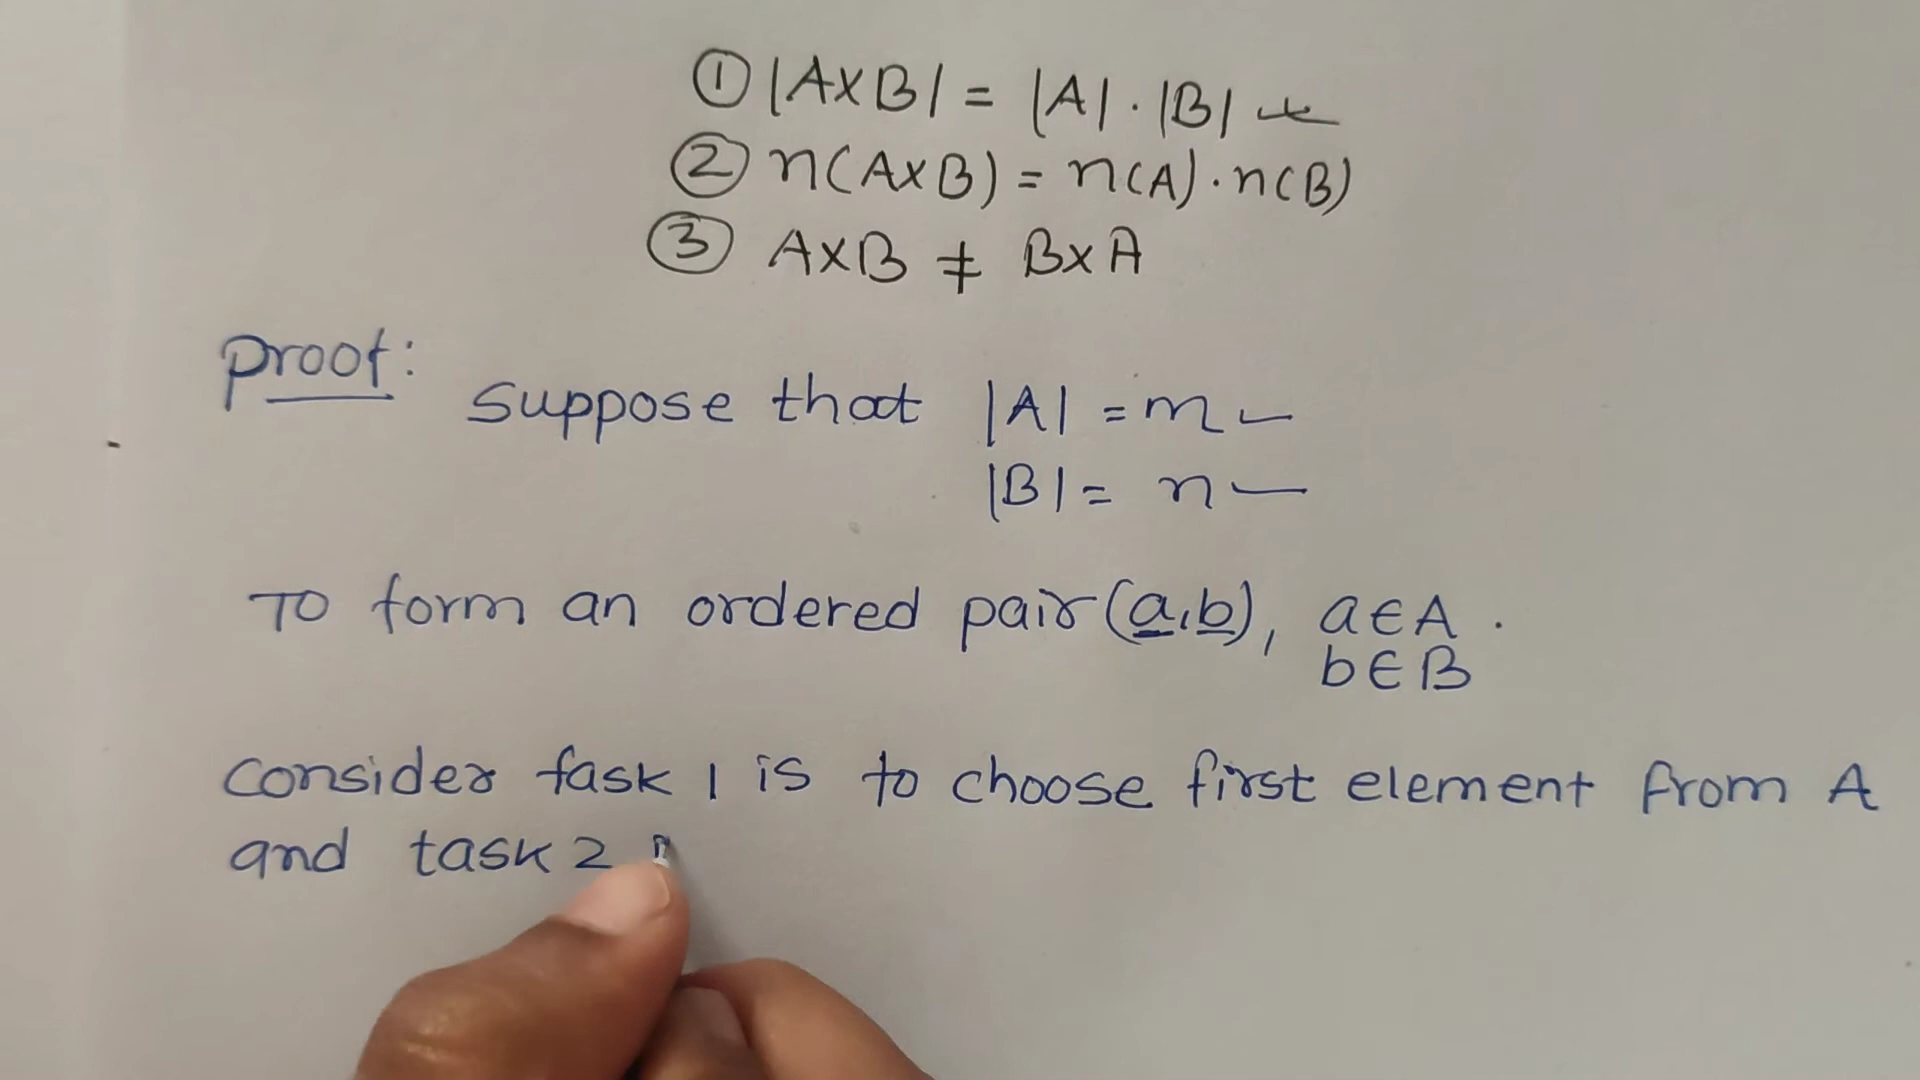 ① |A×B| = |A|·|B|
② n(A×B) = n(A)·n(B)
③ A×B ≠ B×A
Proof:
Suppose that |A| = m
|B| = n
To form an ordered pair (a,b), a∈A.
b∈B
Consider task 1 is to choose first element from A
and task 2